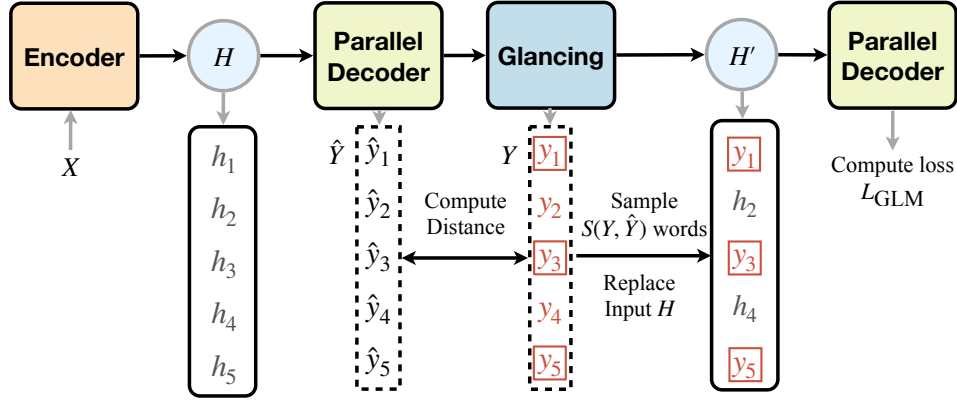 Encoder
H
Parallel
Decoder
Glancing
H′
Parallel
Decoder
X
h₁
h₂
h₃
h₄
h₅
Ŷ
ŷ₁
ŷ₂
ŷ₃
ŷ₄
ŷ₅
Compute
Distance
Y
y₁
y₂
y₃
y₄
y₅
Sample
S(Y, Ŷ) words
Replace
Input H
y₁
h₂
y₃
h₄
y₅
Compute loss
L_GLM